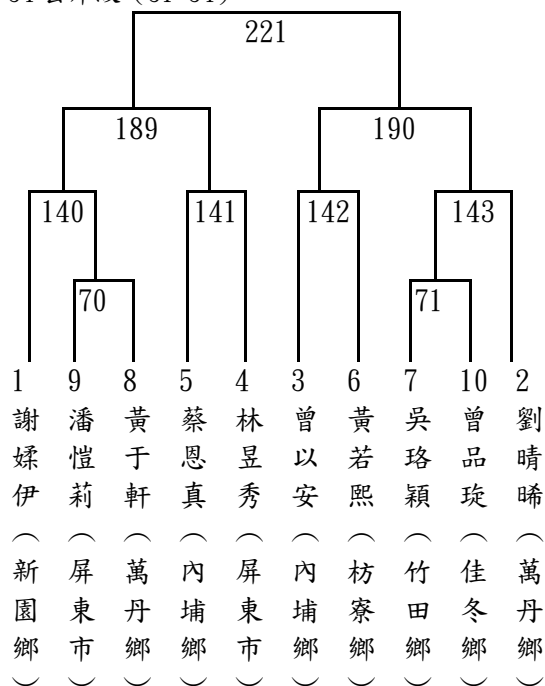 221
189 190
140 141 142 143
70 71
1 9 8 5 4 3 6 7 10 2
謝媃伊（新園鄉）
潘愷莉（屏東市）
黃于軒（萬丹鄉）
蔡恩真（內埔鄉）
林昱秀（屏東市）
曾以安（內埔鄉）
黃若熙（枋寮鄉）
吳珞穎（竹田鄉）
曾品琁（佳冬鄉）
劉晴晞（萬丹鄉）